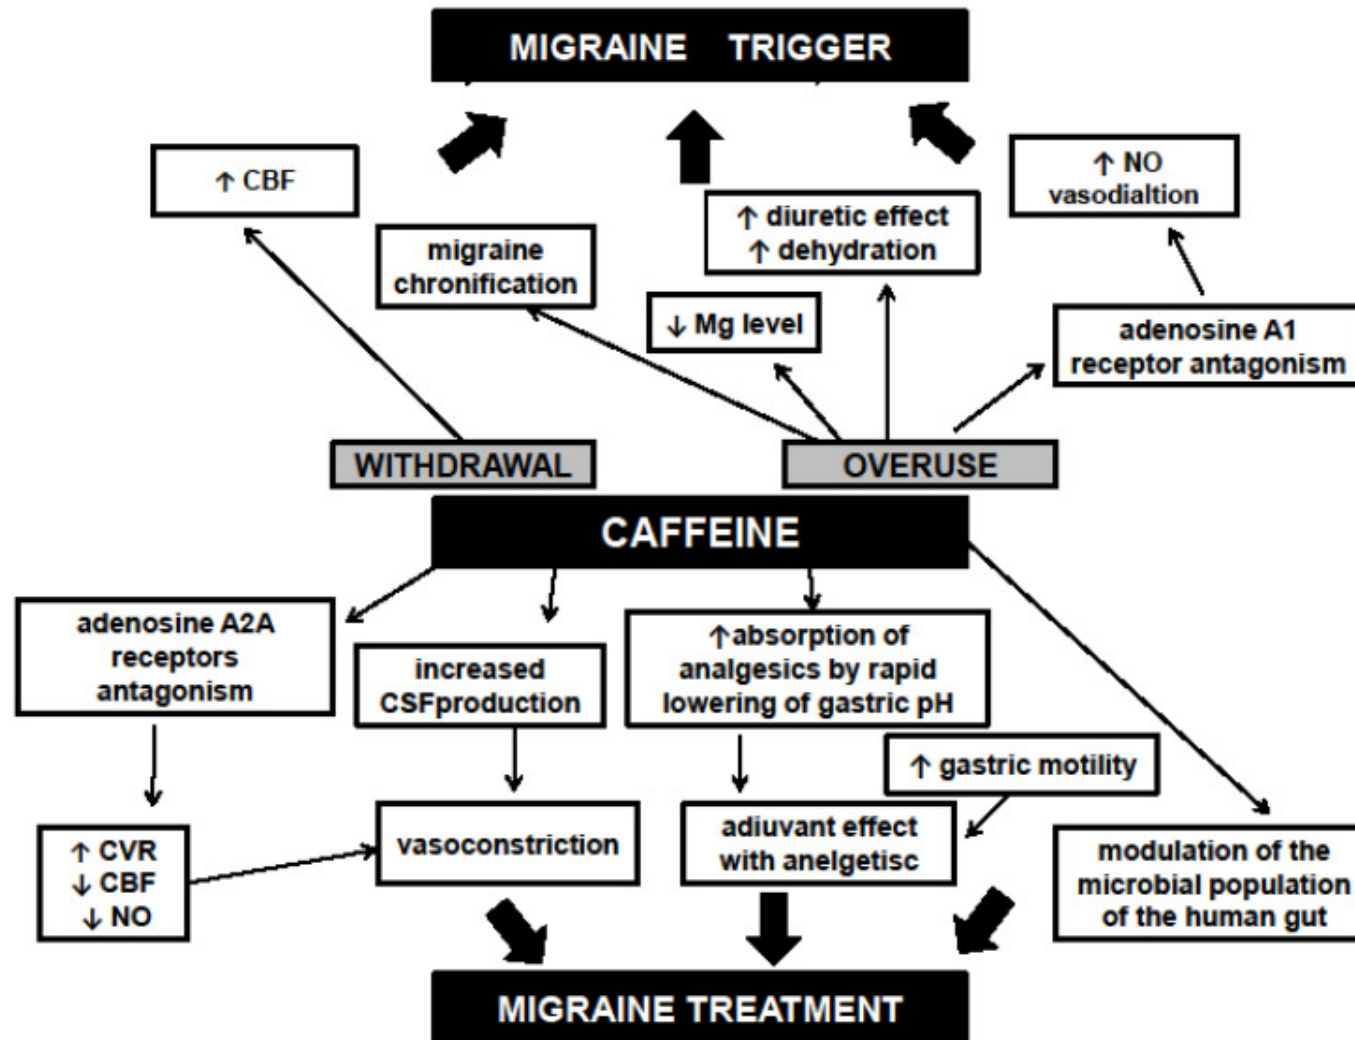 MIGRAINE TRIGGER
↑ CBF
migraine
chronification
↑ diuretic effect
↑ dehydration
↑ NO
vasodialtion
↓ Mg level
adenosine A1
receptor antagonism
WITHDRAWAL
OVERUSE
CAFFEINE
adenosine A2A
receptors
antagonism
increased
CSFproduction
↑absorption of
analgesics by rapid
lowering of gastric pH
↑ gastric motility
↑ CVR
↓ CBF
↓ NO
vasoconstriction
adiuvant effect
with anelgetisc
modulation of the
microbial population
of the human gut
MIGRAINE TREATMENT